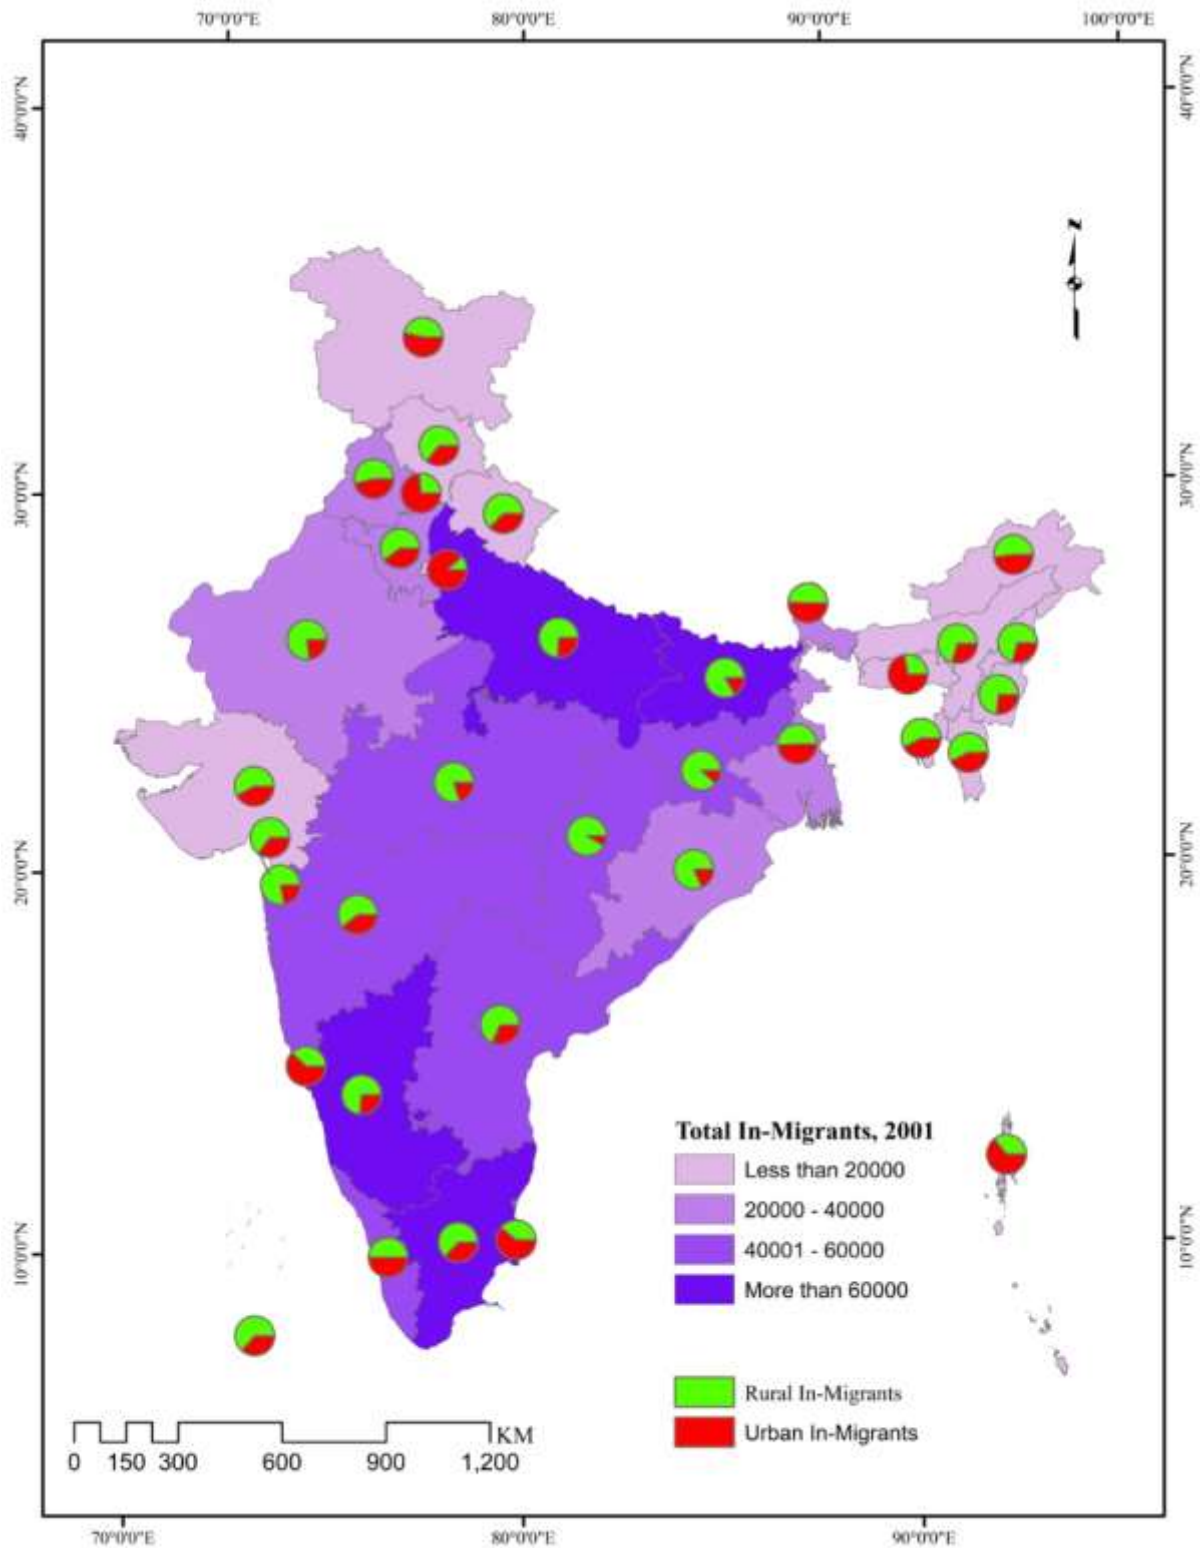 70°0'0"E 80°0'0"E 90°0'0"E 100°0'0"E
40°0'0"N 40°0'0"N
z
30°0'0"N 30°0'0"N
20°0'0"N 20°0'0"N
10°0'0"N 10°0'0"N
Total In-Migrants, 2001
Less than 20000
20000 - 40000
40001 - 60000
More than 60000
Rural In-Migrants
Urban In-Migrants
KM
0 150 300 600 900 1,200
70°0'0"E 80°0'0"E 90°0'0"E